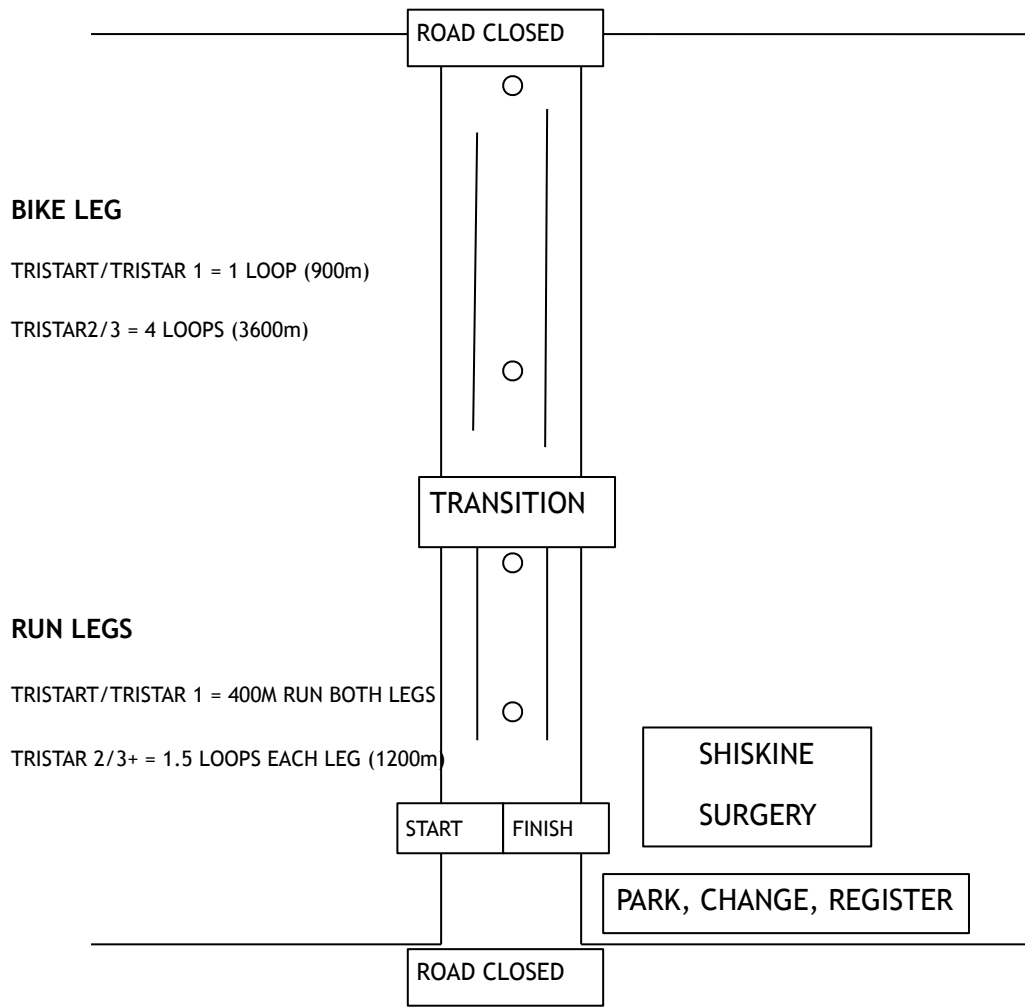 ROAD CLOSED
BIKE LEG
TRISTART/TRISTAR 1 = 1 LOOP (900m)
TRISTAR2/3 = 4 LOOPS (3600m)
TRANSITION
RUN LEGS
TRISTART/TRISTAR 1 = 400M RUN BOTH LEGS
TRISTAR 2/3+ = 1.5 LOOPS EACH LEG (1200m)
SHISKINE
SURGERY
START
FINISH
PARK, CHANGE, REGISTER
ROAD CLOSED